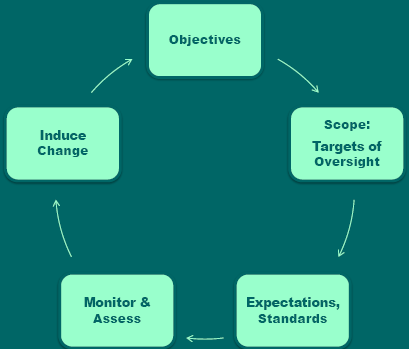 Objectives
Scope:
Targets of
Oversight
Expectations,
Standards
Monitor &
Assess
Induce
Change